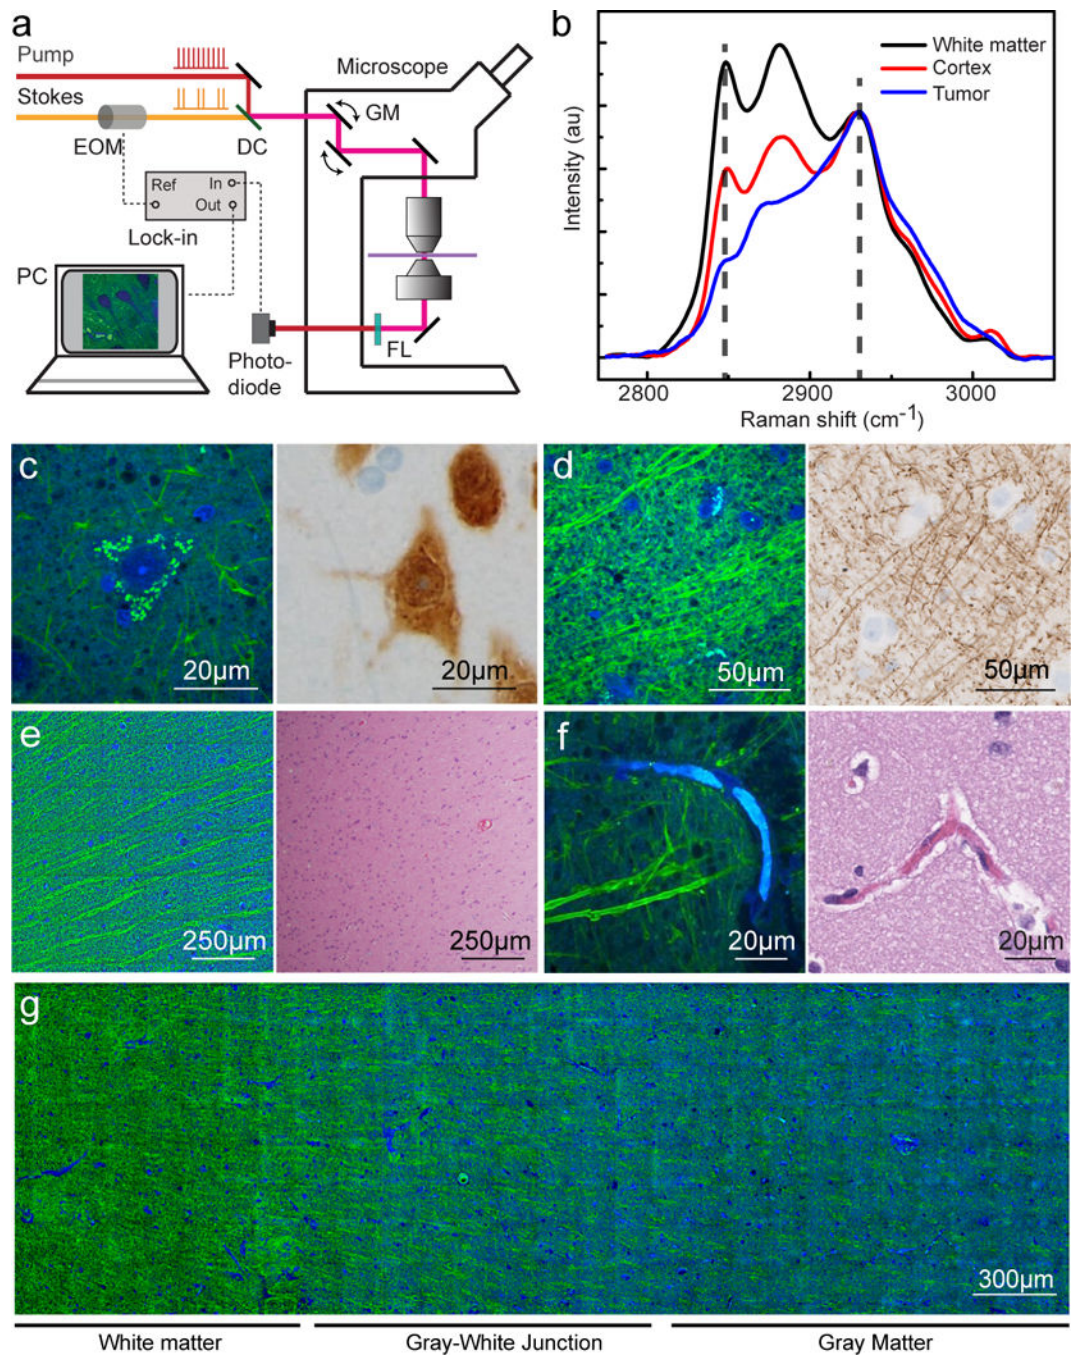 a
Pump
Stokes
EOM
DC
Microscope
GM
Ref
In
Out
Lock-in
PC
Photo-
diode
FL
b
White matter
Cortex
Tumor
Intensity (au)
2800
2900
3000
Raman shift (cm-1)
c
20µm
20µm
d
50µm
50µm
e
250µm
250µm
f
20µm
20µm
g
300µm
White matter
Gray-White Junction
Gray Matter